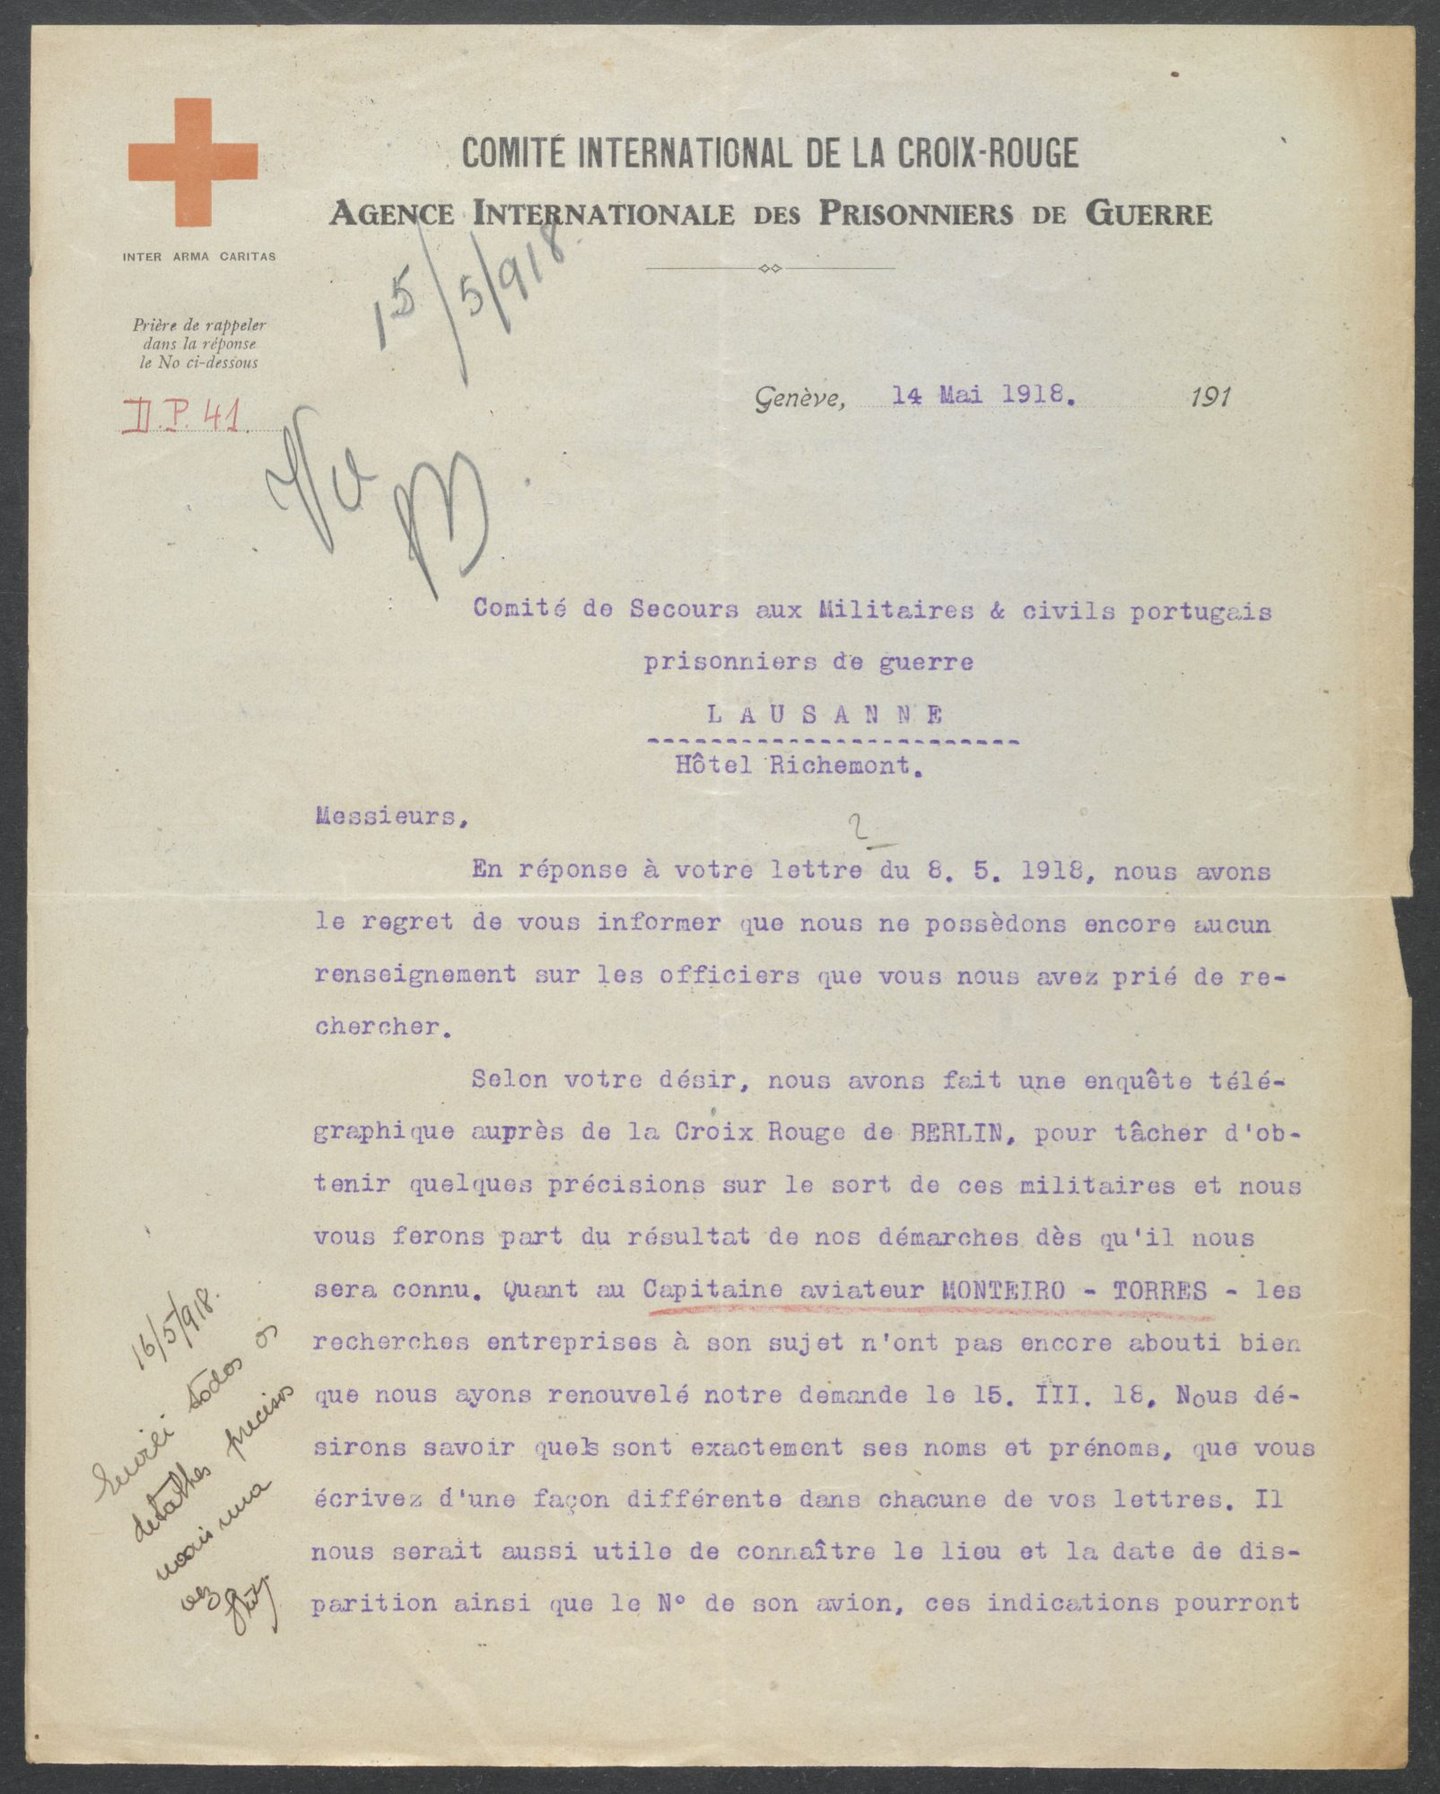 COMITÉ INTERNATIONAL DE LA CROIX-ROUGE
AGENCE INTERNATIONALE DES PRISONNIERS DE GUERRE
INTER ARMA CARITAS
15/5/918.
Prière de rappeler
dans la réponse
le No ci-dessous
D.P. 41.
Genève, 14 Mai 1918. 191
Vu
Comité de Secours aux Militaires & civils portugais
prisonniers de guerre
L A U S A N N E
------------------------
Hôtel Richemont.
Messieurs,
2
En réponse à votre lettre du 8. 5. 1918, nous avons
le regret de vous informer que nous ne possèdons encore aucun
renseignement sur les officiers que vous nous avez prié de re-
chercher.
Selon votre désir, nous avons fait une enquête télé-
graphique auprès de la Croix Rouge de BERLIN, pour tâcher d'ob-
tenir quelques précisions sur le sort de ces militaires et nous
vous ferons part du résultat de nos démarches dès qu'il nous
sera connu. Quant au Capitaine aviateur MONTEIRO - TORRES - les
recherches entreprises à son sujet n'ont pas encore abouti bien
que nous ayons renouvelé notre demande le 15. III. 18. Nous dé-
sirons savoir quels sont exactement ses noms et prénoms, que vous
écrivez d'une façon différente dans chacune de vos lettres. Il
nous serait aussi utile de connaître le lieu et la date de dis-
parition ainsi que le Nº de son avion, ces indications pourront
16/5/918.
Enviei todos os
detalhes precisos
mais uma
vez